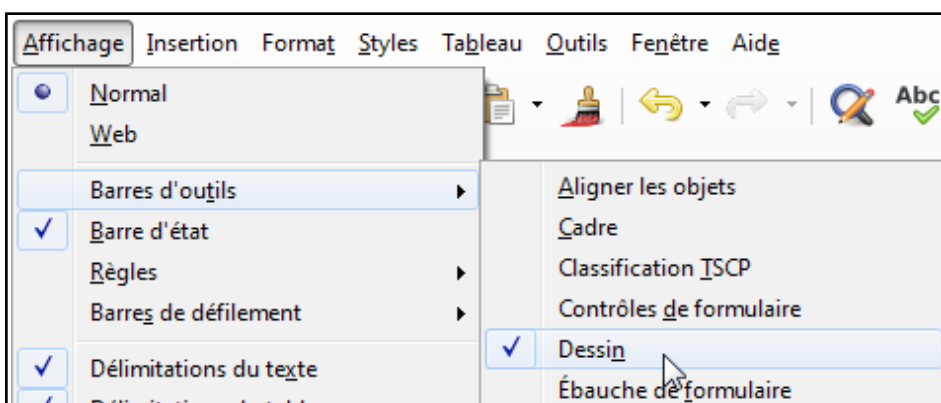 Affichage Insertion Format Styles Tableau Outils Fenêtre Aide
Normal
Web
Abc
Barres d'outils
Barre d'état
Règles
Barres de défilement
Délimitations du texte
Aligner les objets
Cadre
Classification TSCP
Contrôles de formulaire
Dessin
Ébauche de formulaire